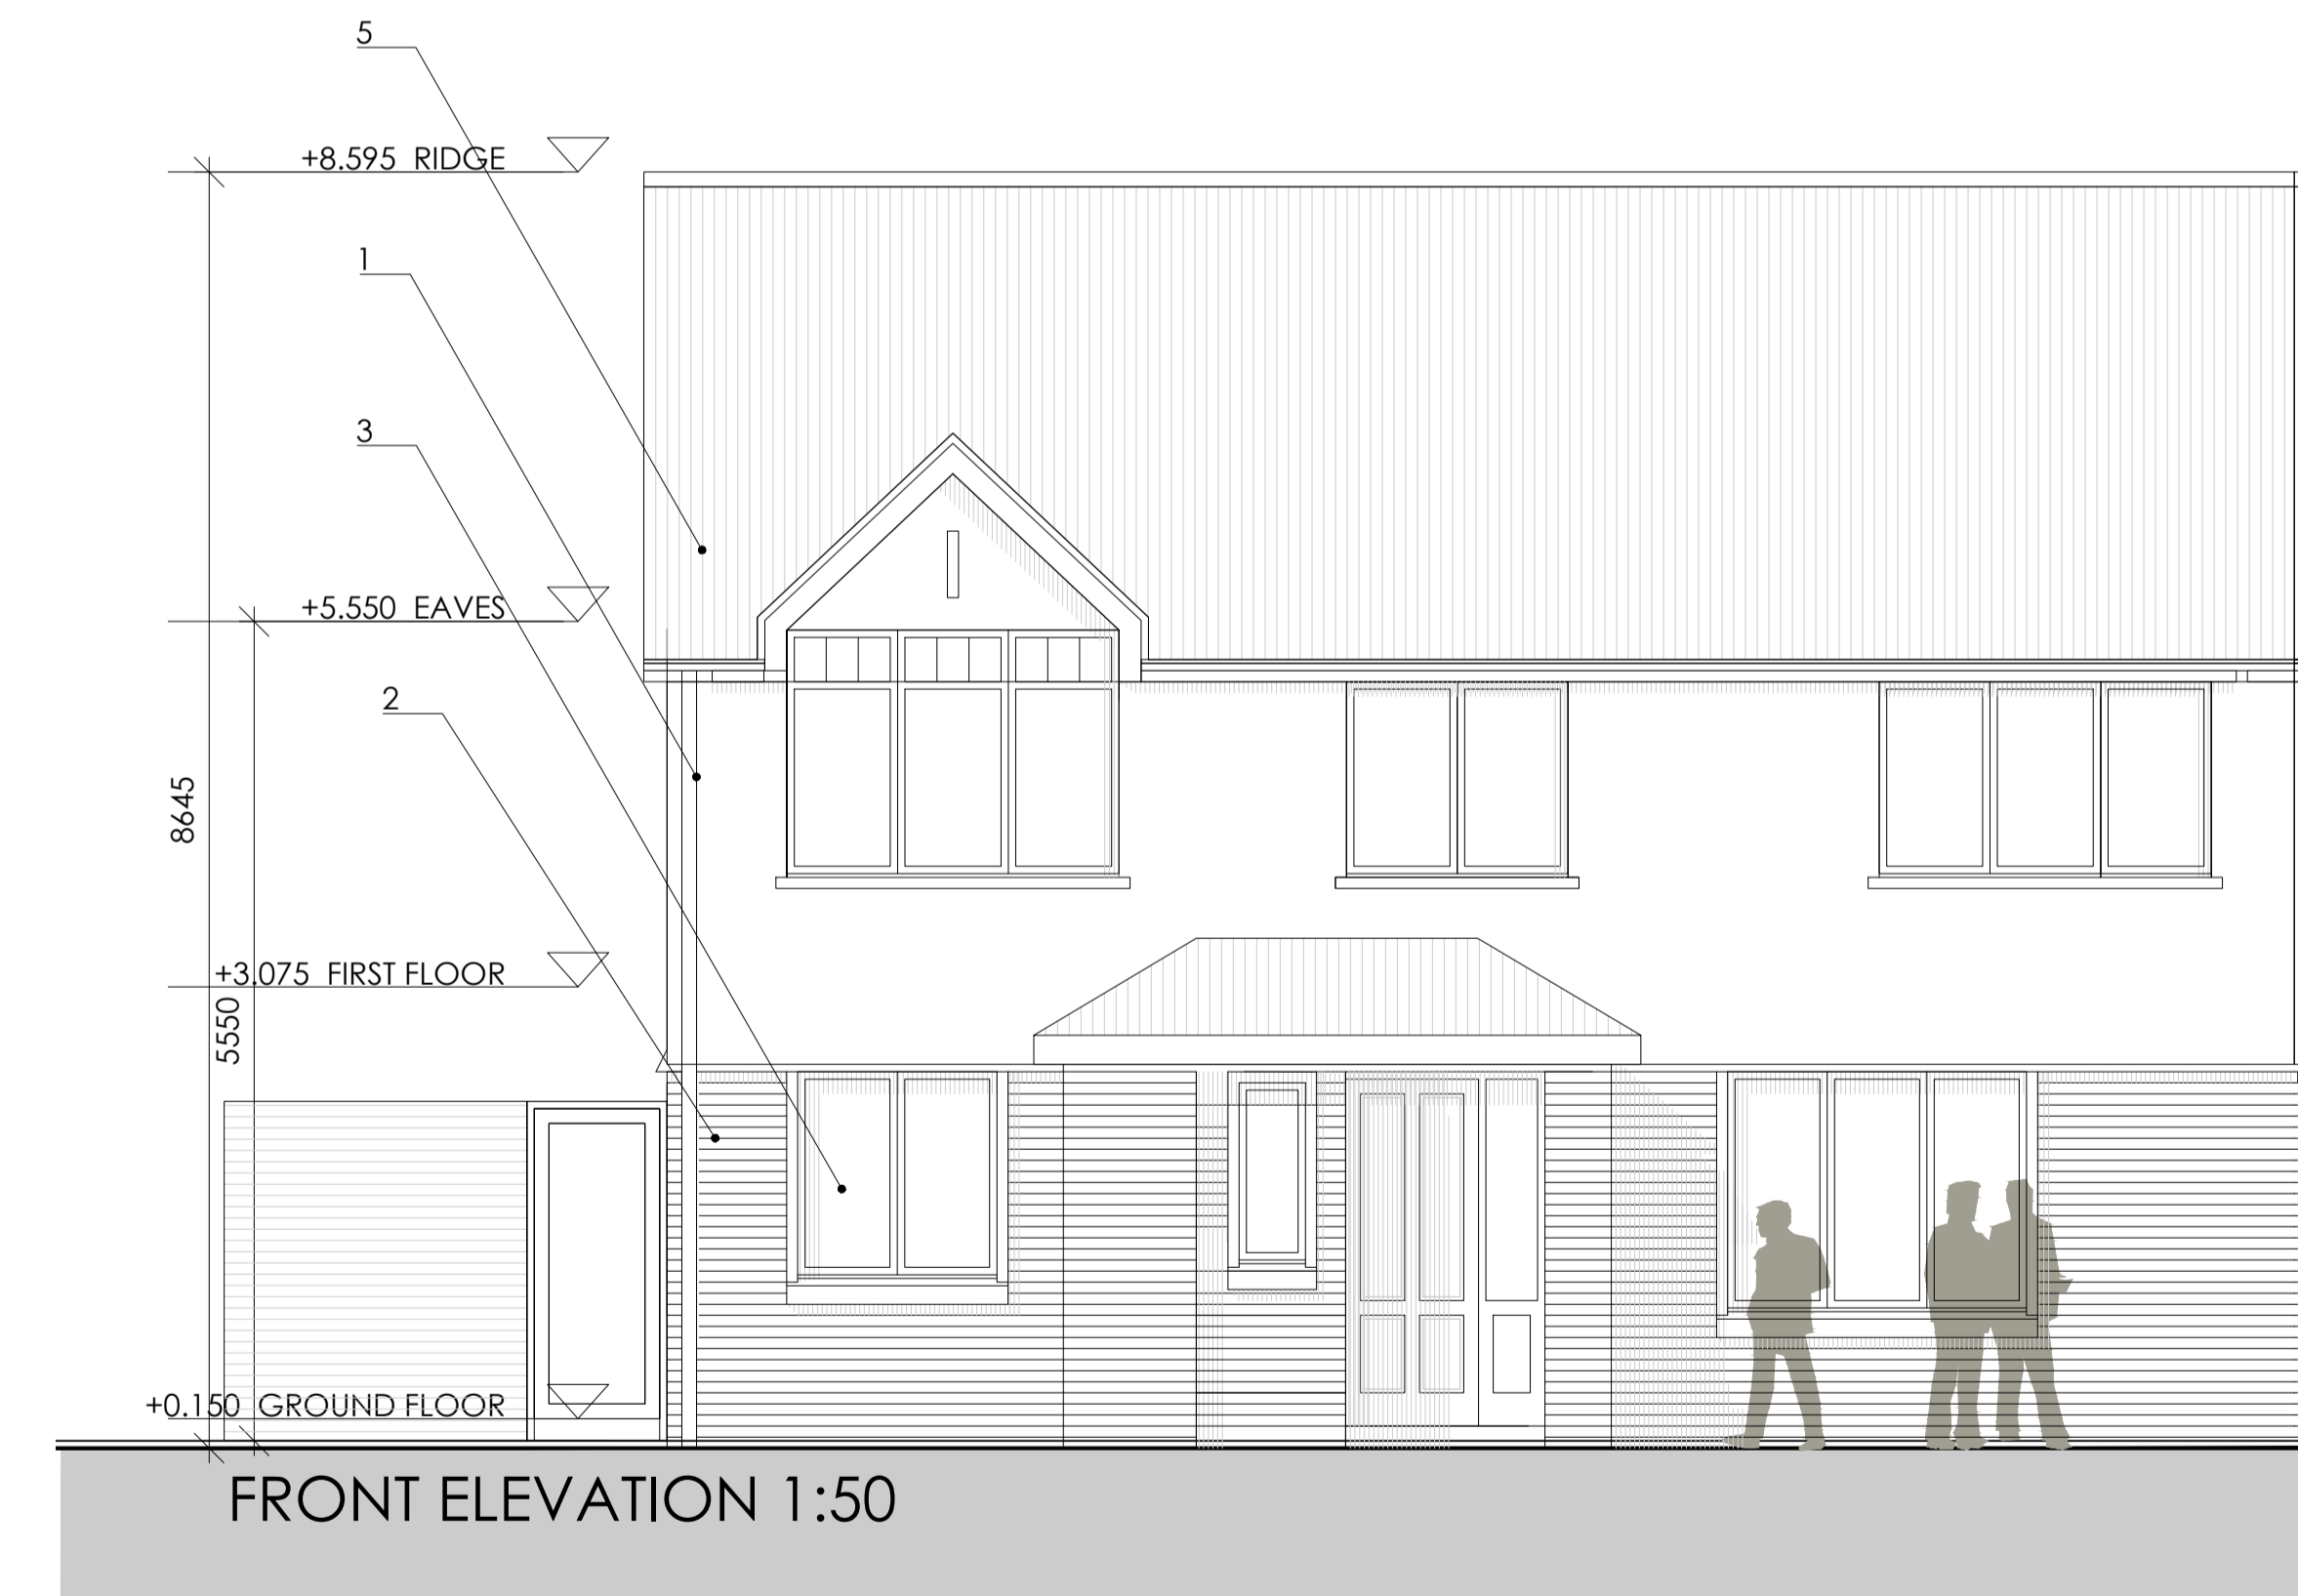 5
+8.595 RIDGE
1
3
+5.550 EAVES
2
8645
+3.075 FIRST FLOOR
5550
+0.150 GROUND FLOOR
FRONT ELEVATION 1:50